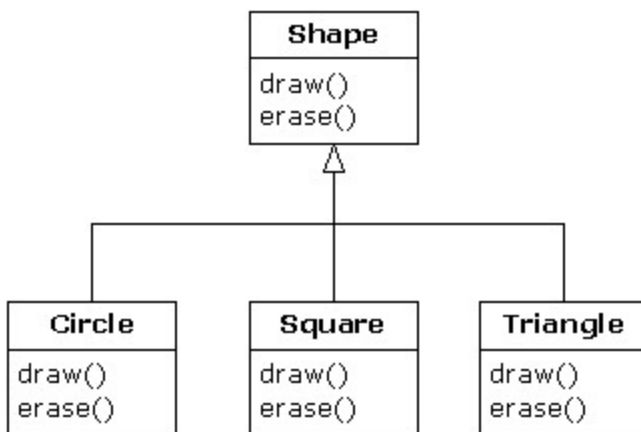 Shape
draw()
erase()
Circle
draw()
erase()
Square
draw()
erase()
Triangle
draw()
erase()